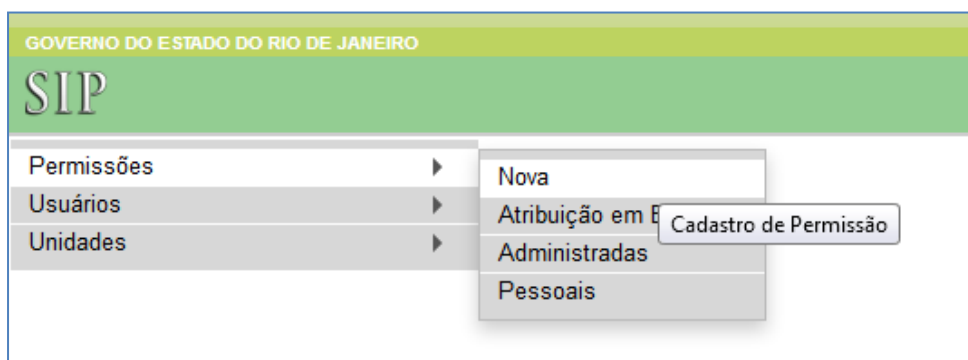 GOVERNO DO ESTADO DO RIO DE JANEIRO
SIP
Permissões
Usuários
Unidades
Nova
Atribuição em
Cadastro de Permissão
Administradas
Pessoais